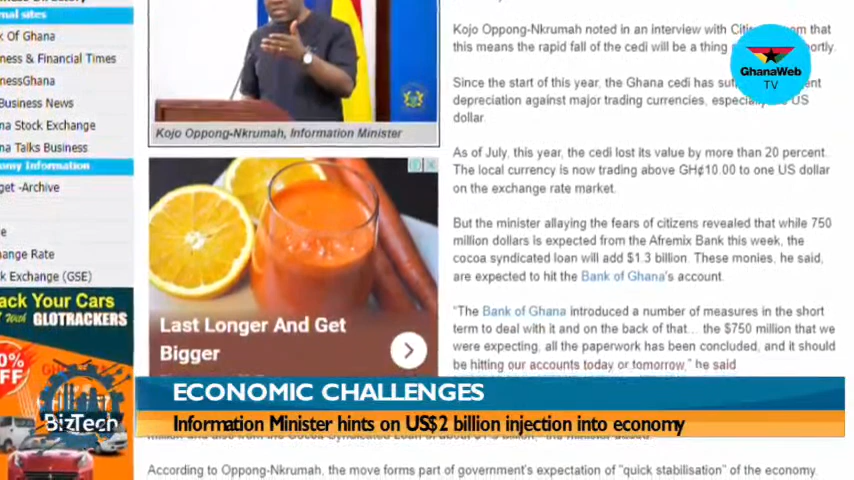 nal sites
k Of Ghana
ness & Financial Times
nessGhana
Business News
na Stock Exchange
na Talks Business
omy Information
get -Archive
e
hange Rate
k Exchange (GSE)
ack Your Cars
With GLOTRACKERS
0%
FF
BizTech
Kojo Oppong-Nkrumah, Information Minister
Last Longer And Get
Bigger
Kojo Oppong-Nkrumah noted in an interview with Citi om that
this means the rapid fall of the cedi will be a thing ortly.
Since the start of this year, the Ghana cedi has su ent
depreciation against major trading currencies, especially US
dollar.
As of July, this year, the cedi lost its value by more than 20 percent.
The local currency is now trading above GH¢10.00 to one US dollar
on the exchange rate market.
But the minister allaying the fears of citizens revealed that while 750
million dollars is expected from the Afremix Bank this week, the
cocoa syndicated loan will add $1.3 billion. These monies, he said,
are expected to hit the Bank of Ghana's account.
"The Bank of Ghana introduced a number of measures in the short
term to deal with it and on the back of that... the $750 million that we
were expecting, all the paperwork has been concluded, and it should
be hitting our accounts today or tomorrow," he said
GhanaWeb
TV
ECONOMIC CHALLENGES
Information Minister hints on US$2 billion injection into economy
According to Oppong-Nkrumah, the move forms part of government's expectation of "quick stabilisation" of the economy.